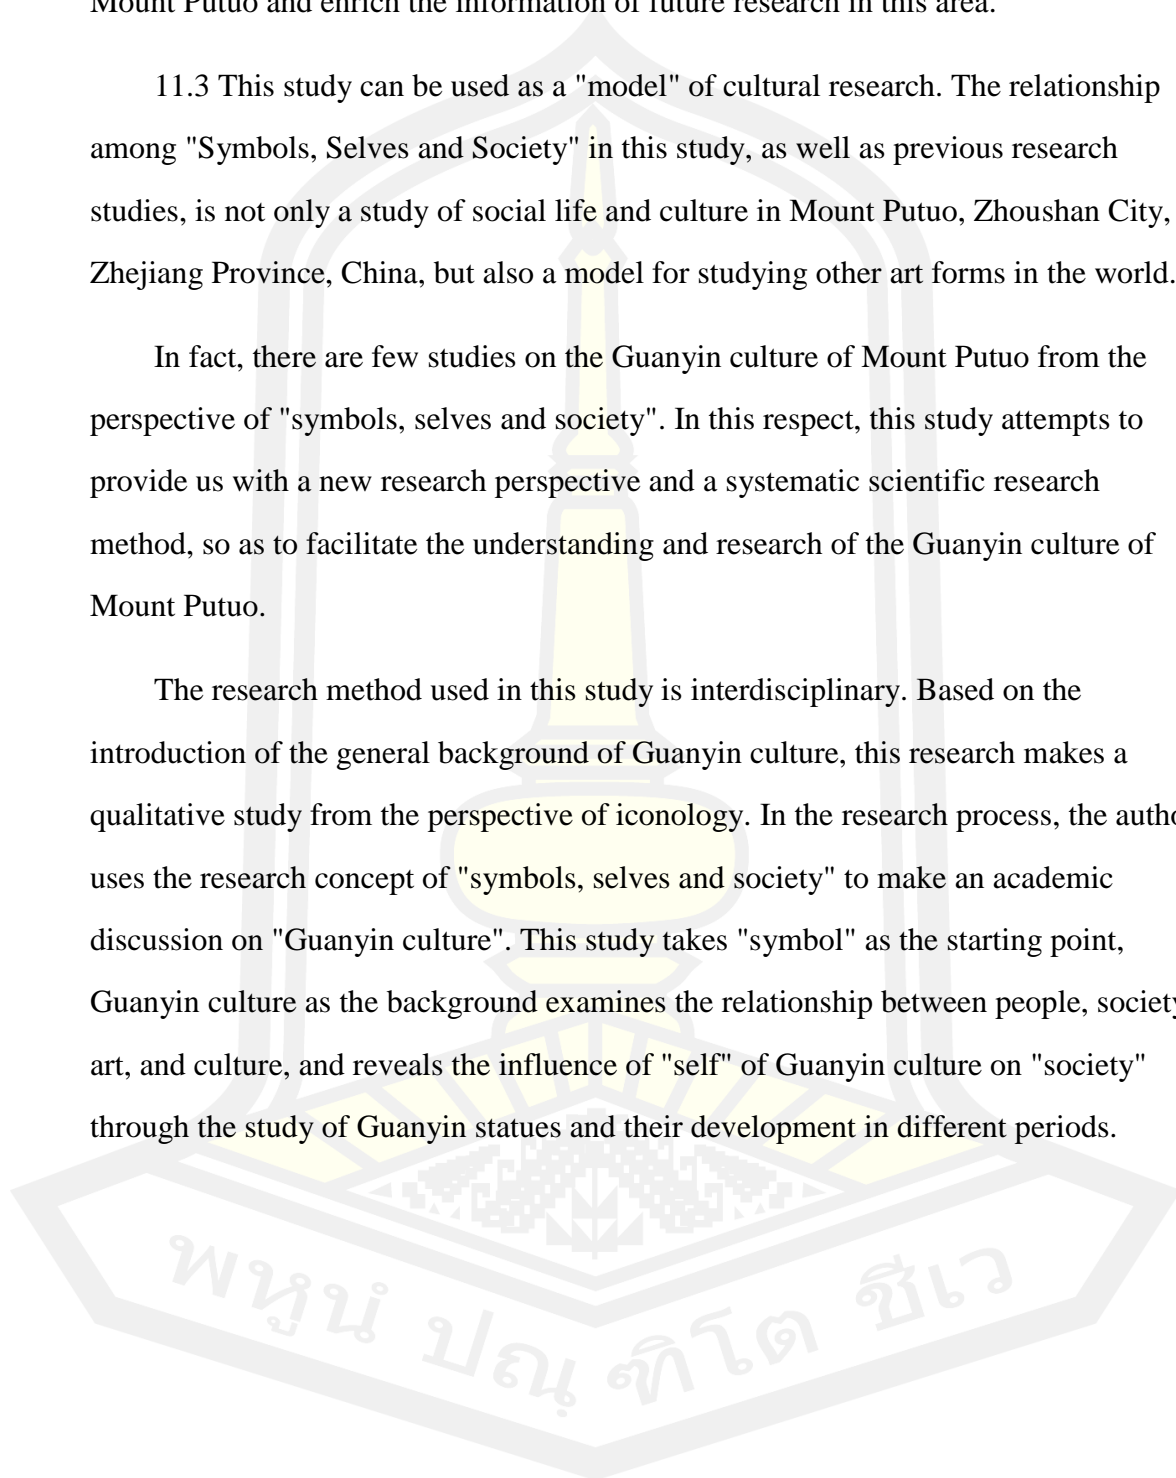 Mount Putuo and enrich the information of future research in this area.
11.3 This study can be used as a "model" of cultural research. The relationship
among "Symbols, Selves and Society" in this study, as well as previous research
studies, is not only a study of social life and culture in Mount Putuo, Zhoushan City,
Zhejiang Province, China, but also a model for studying other art forms in the world.
In fact, there are few studies on the Guanyin culture of Mount Putuo from the
perspective of "symbols, selves and society". In this respect, this study attempts to
provide us with a new research perspective and a systematic scientific research
method, so as to facilitate the understanding and research of the Guanyin culture of
Mount Putuo.
The research method used in this study is interdisciplinary. Based on the
introduction of the general background of Guanyin culture, this research makes a
qualitative study from the perspective of iconology. In the research process, the autho
uses the research concept of "symbols, selves and society" to make an academic
discussion on "Guanyin culture". This study takes "symbol" as the starting point,
Guanyin culture as the background examines the relationship between people, society
art, and culture, and reveals the influence of "self" of Guanyin culture on "society"
through the study of Guanyin statues and their development in different periods.
พหูนํ ปณฺฑิโต ชีเว